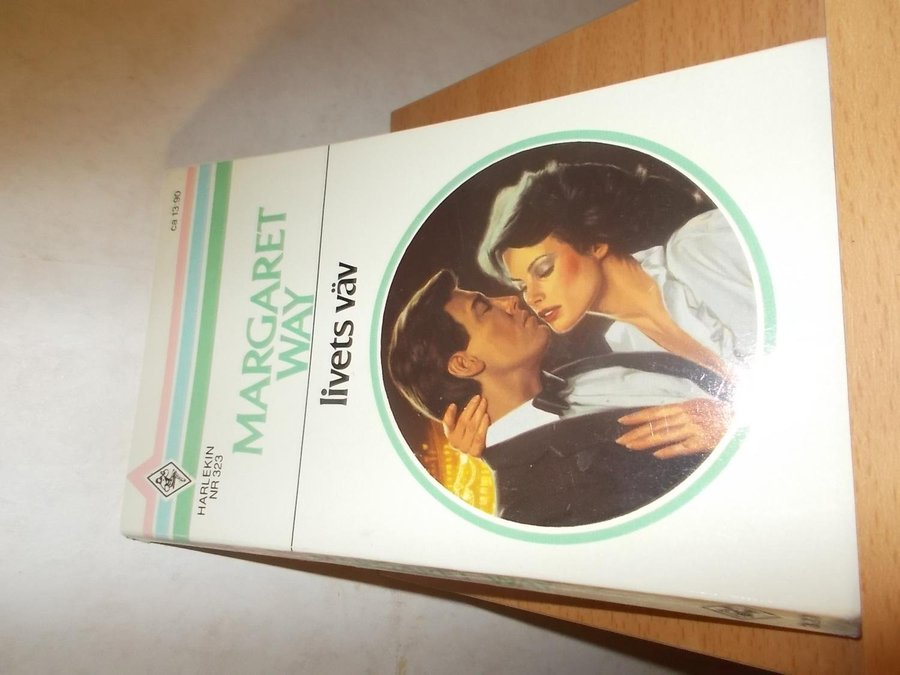 ca 13:90
HARLEKIN
NR 323
MARGARET
WAY
livets väv